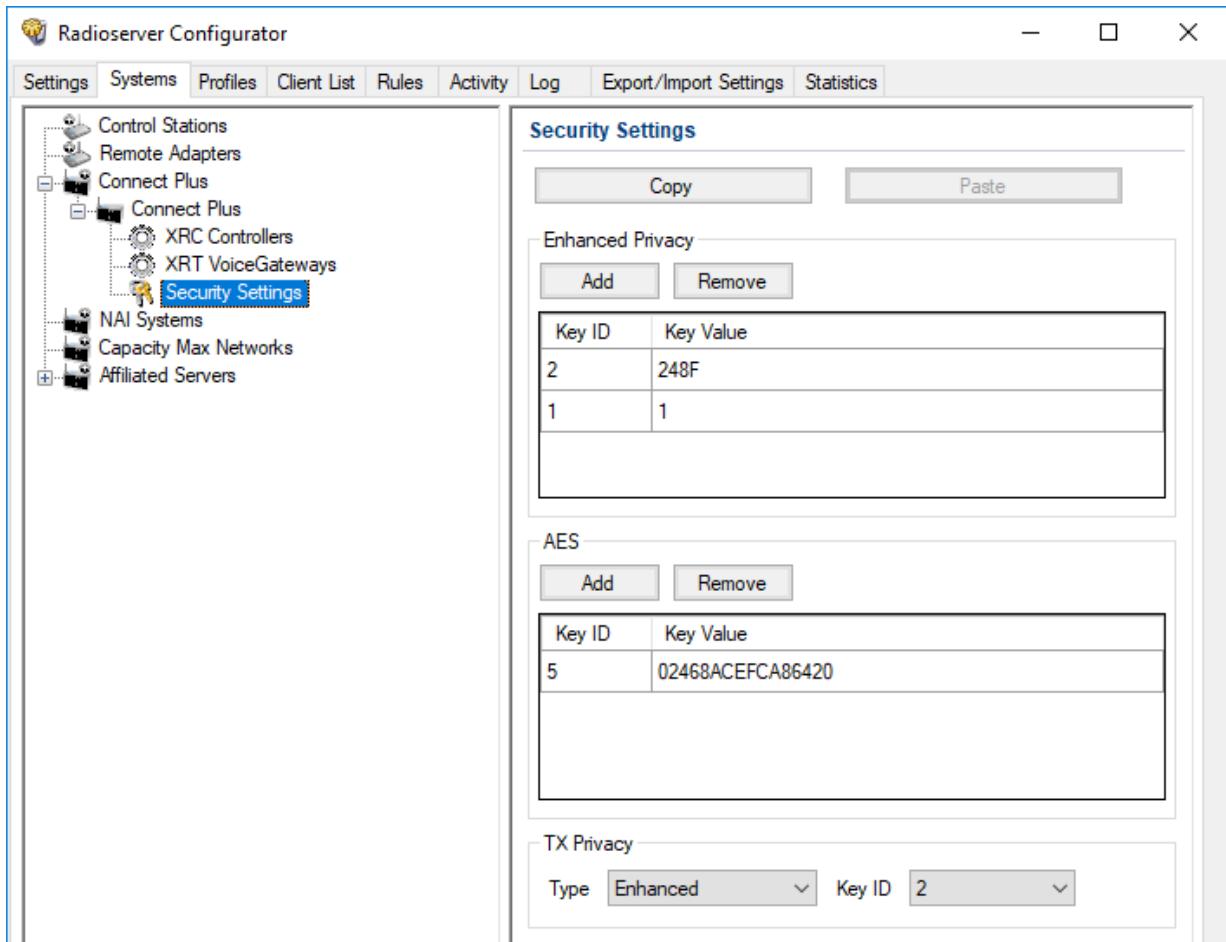 Radioserver Configurator
Settings Systems Profiles Client List Rules Activity Log Export/Import Settings Statistics
Control Stations
Remote Adapters
Connect Plus
Connect Plus
XRC Controllers
XRT VoiceGateways
Security Settings
NAI Systems
Capacity Max Networks
Affiliated Servers
Security Settings
Copy Paste
Enhanced Privacy
Add Remove
Key ID Key Value
2 248F
1 1
AES
Add Remove
Key ID Key Value
5 02468ACEFCA86420
TX Privacy
Type Enhanced Key ID 2